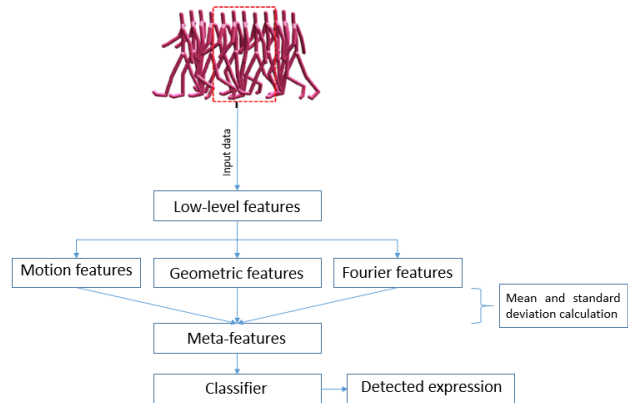 Input data
Low-level features
Motion features
Geometric features
Fourier features
Mean and standard
deviation calculation
Meta-features
Classifier
Detected expression